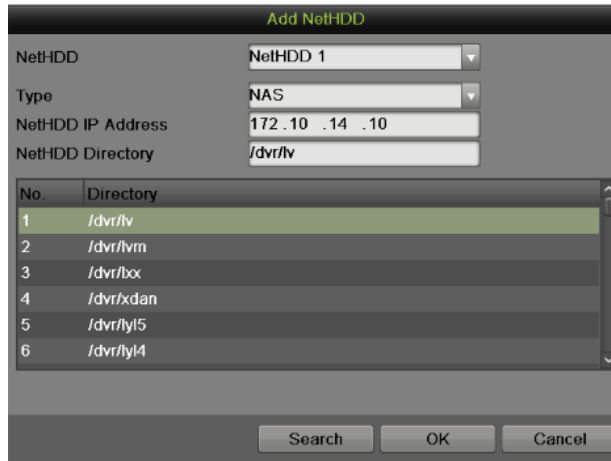 Add NetHDD
NetHDD NetHDD 1
Type NAS
NetHDD IP Address 172 .10 .14 .10
NetHDD Directory /dvr/lv
No. Directory
1 /dvr/lv
2 /dvr/lvm
3 /dvr/lxx
4 /dvr/xdan
5 /dvr/lyl5
6 /dvr/lyl4
Search OK Cancel